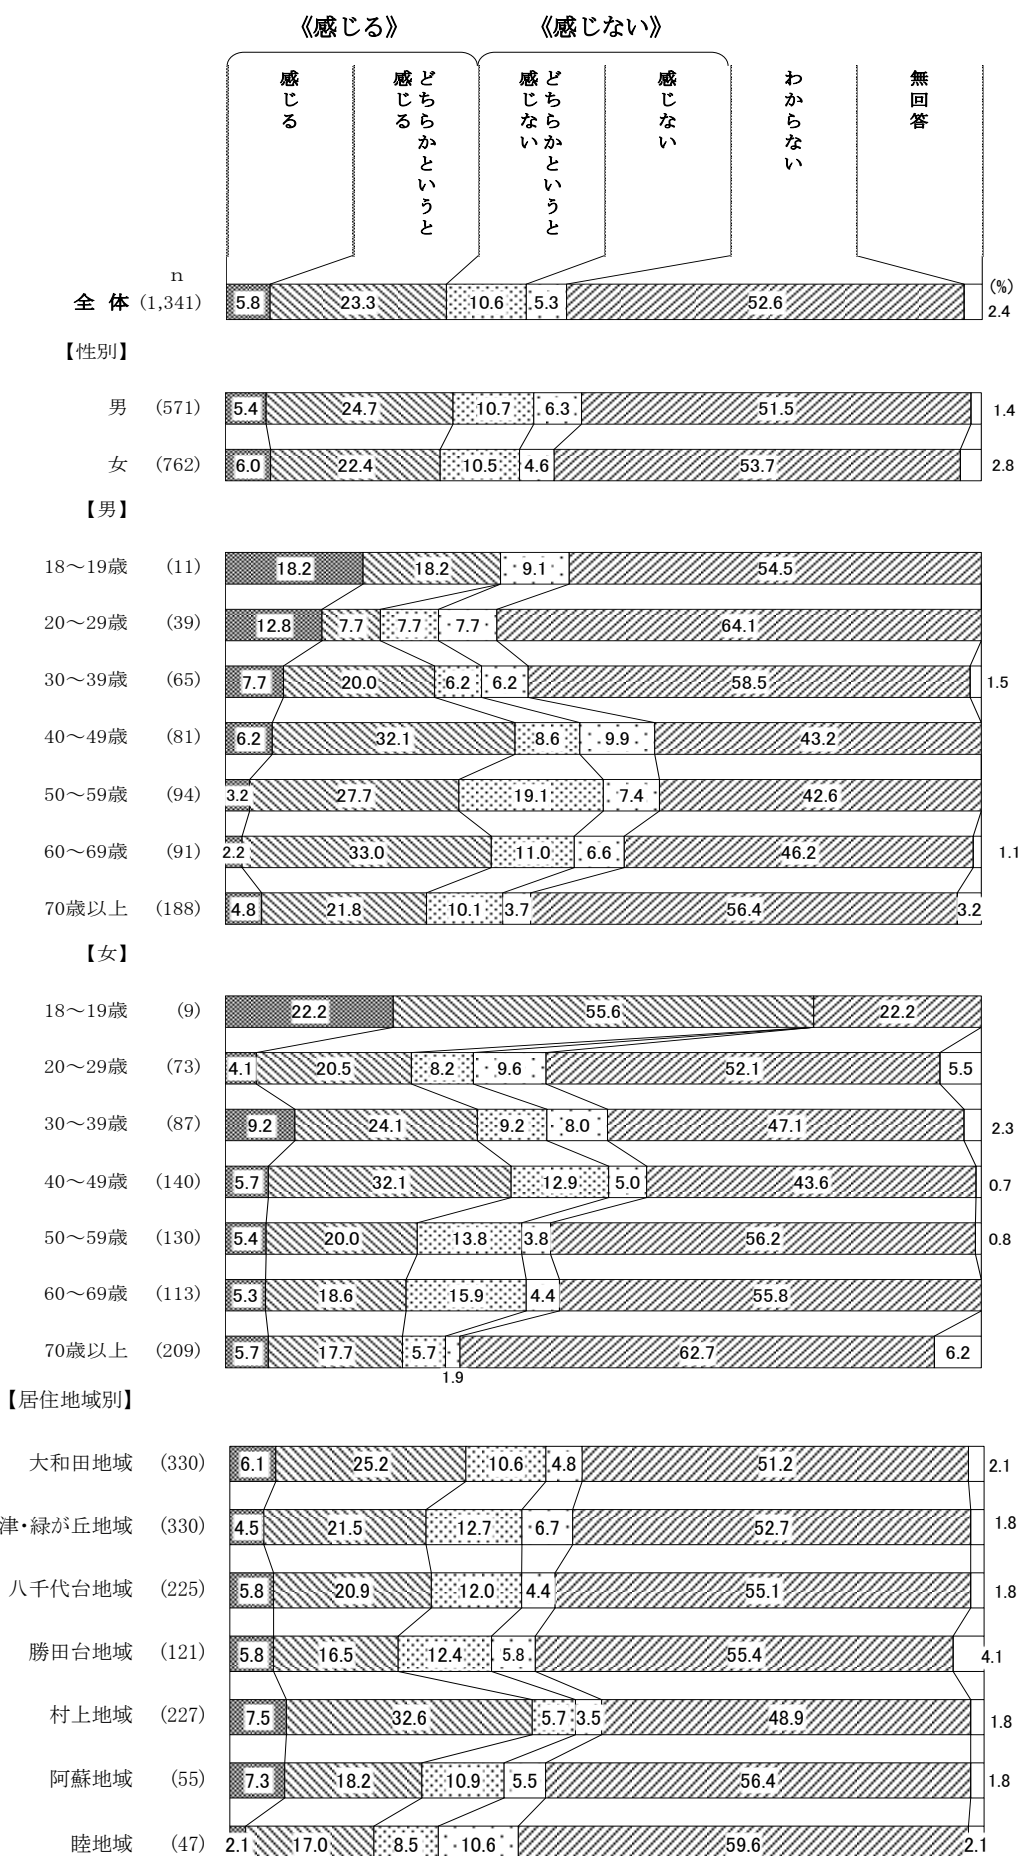 《感じる》 《感じない》
感じる
どちらかというと
感じる
どちらかというと
感じない
感じない
わからない
無回答
n
(%)
全 体 (1,341) 5.8 23.3 10.6 5.3 52.6 2.4
【性別】
男 (571) 5.4 24.7 10.7 6.3 51.5 1.4
女 (762) 6.0 22.4 10.5 4.6 53.7 2.8
【男】
18～19歳 (11) 18.2 18.2 9.1 54.5
20～29歳 (39) 12.8 7.7 7.7 7.7 64.1
30～39歳 (65) 7.7 20.0 6.2 6.2 58.5 1.5
40～49歳 (81) 6.2 32.1 8.6 9.9 43.2
50～59歳 (94) 3.2 27.7 19.1 7.4 42.6
60～69歳 (91) 2.2 33.0 11.0 6.6 46.2 1.1
70歳以上 (188) 4.8 21.8 10.1 3.7 56.4 3.2
【女】
18～19歳 (9) 22.2 55.6 22.2
20～29歳 (73) 4.1 20.5 8.2 9.6 52.1 5.5
30～39歳 (87) 9.2 24.1 9.2 8.0 47.1 2.3
40～49歳 (140) 5.7 32.1 12.9 5.0 43.6 0.7
50～59歳 (130) 5.4 20.0 13.8 3.8 56.2 0.8
60～69歳 (113) 5.3 18.6 15.9 4.4 55.8
70歳以上 (209) 5.7 17.7 5.7 1.9 62.7 6.2
【居住地域別】
大和田地域 (330) 6.1 25.2 10.6 4.8 51.2 2.1
津・緑が丘地域 (330) 4.5 21.5 12.7 6.7 52.7 1.8
八千代台地域 (225) 5.8 20.9 12.0 4.4 55.1 1.8
勝田台地域 (121) 5.8 16.5 12.4 5.8 55.4 4.1
村上地域 (227) 7.5 32.6 5.7 3.5 48.9 1.8
阿蘇地域 (55) 7.3 18.2 10.9 5.5 56.4 1.8
睦地域 (47) 2.1 17.0 8.5 10.6 59.6 2.1